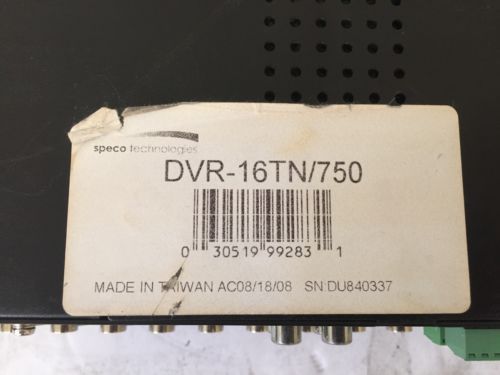 speco technologies
DVR-16TN/750
0 30519 99283 1
MADE IN TAIWAN AC08/18/08 SN:DU840337